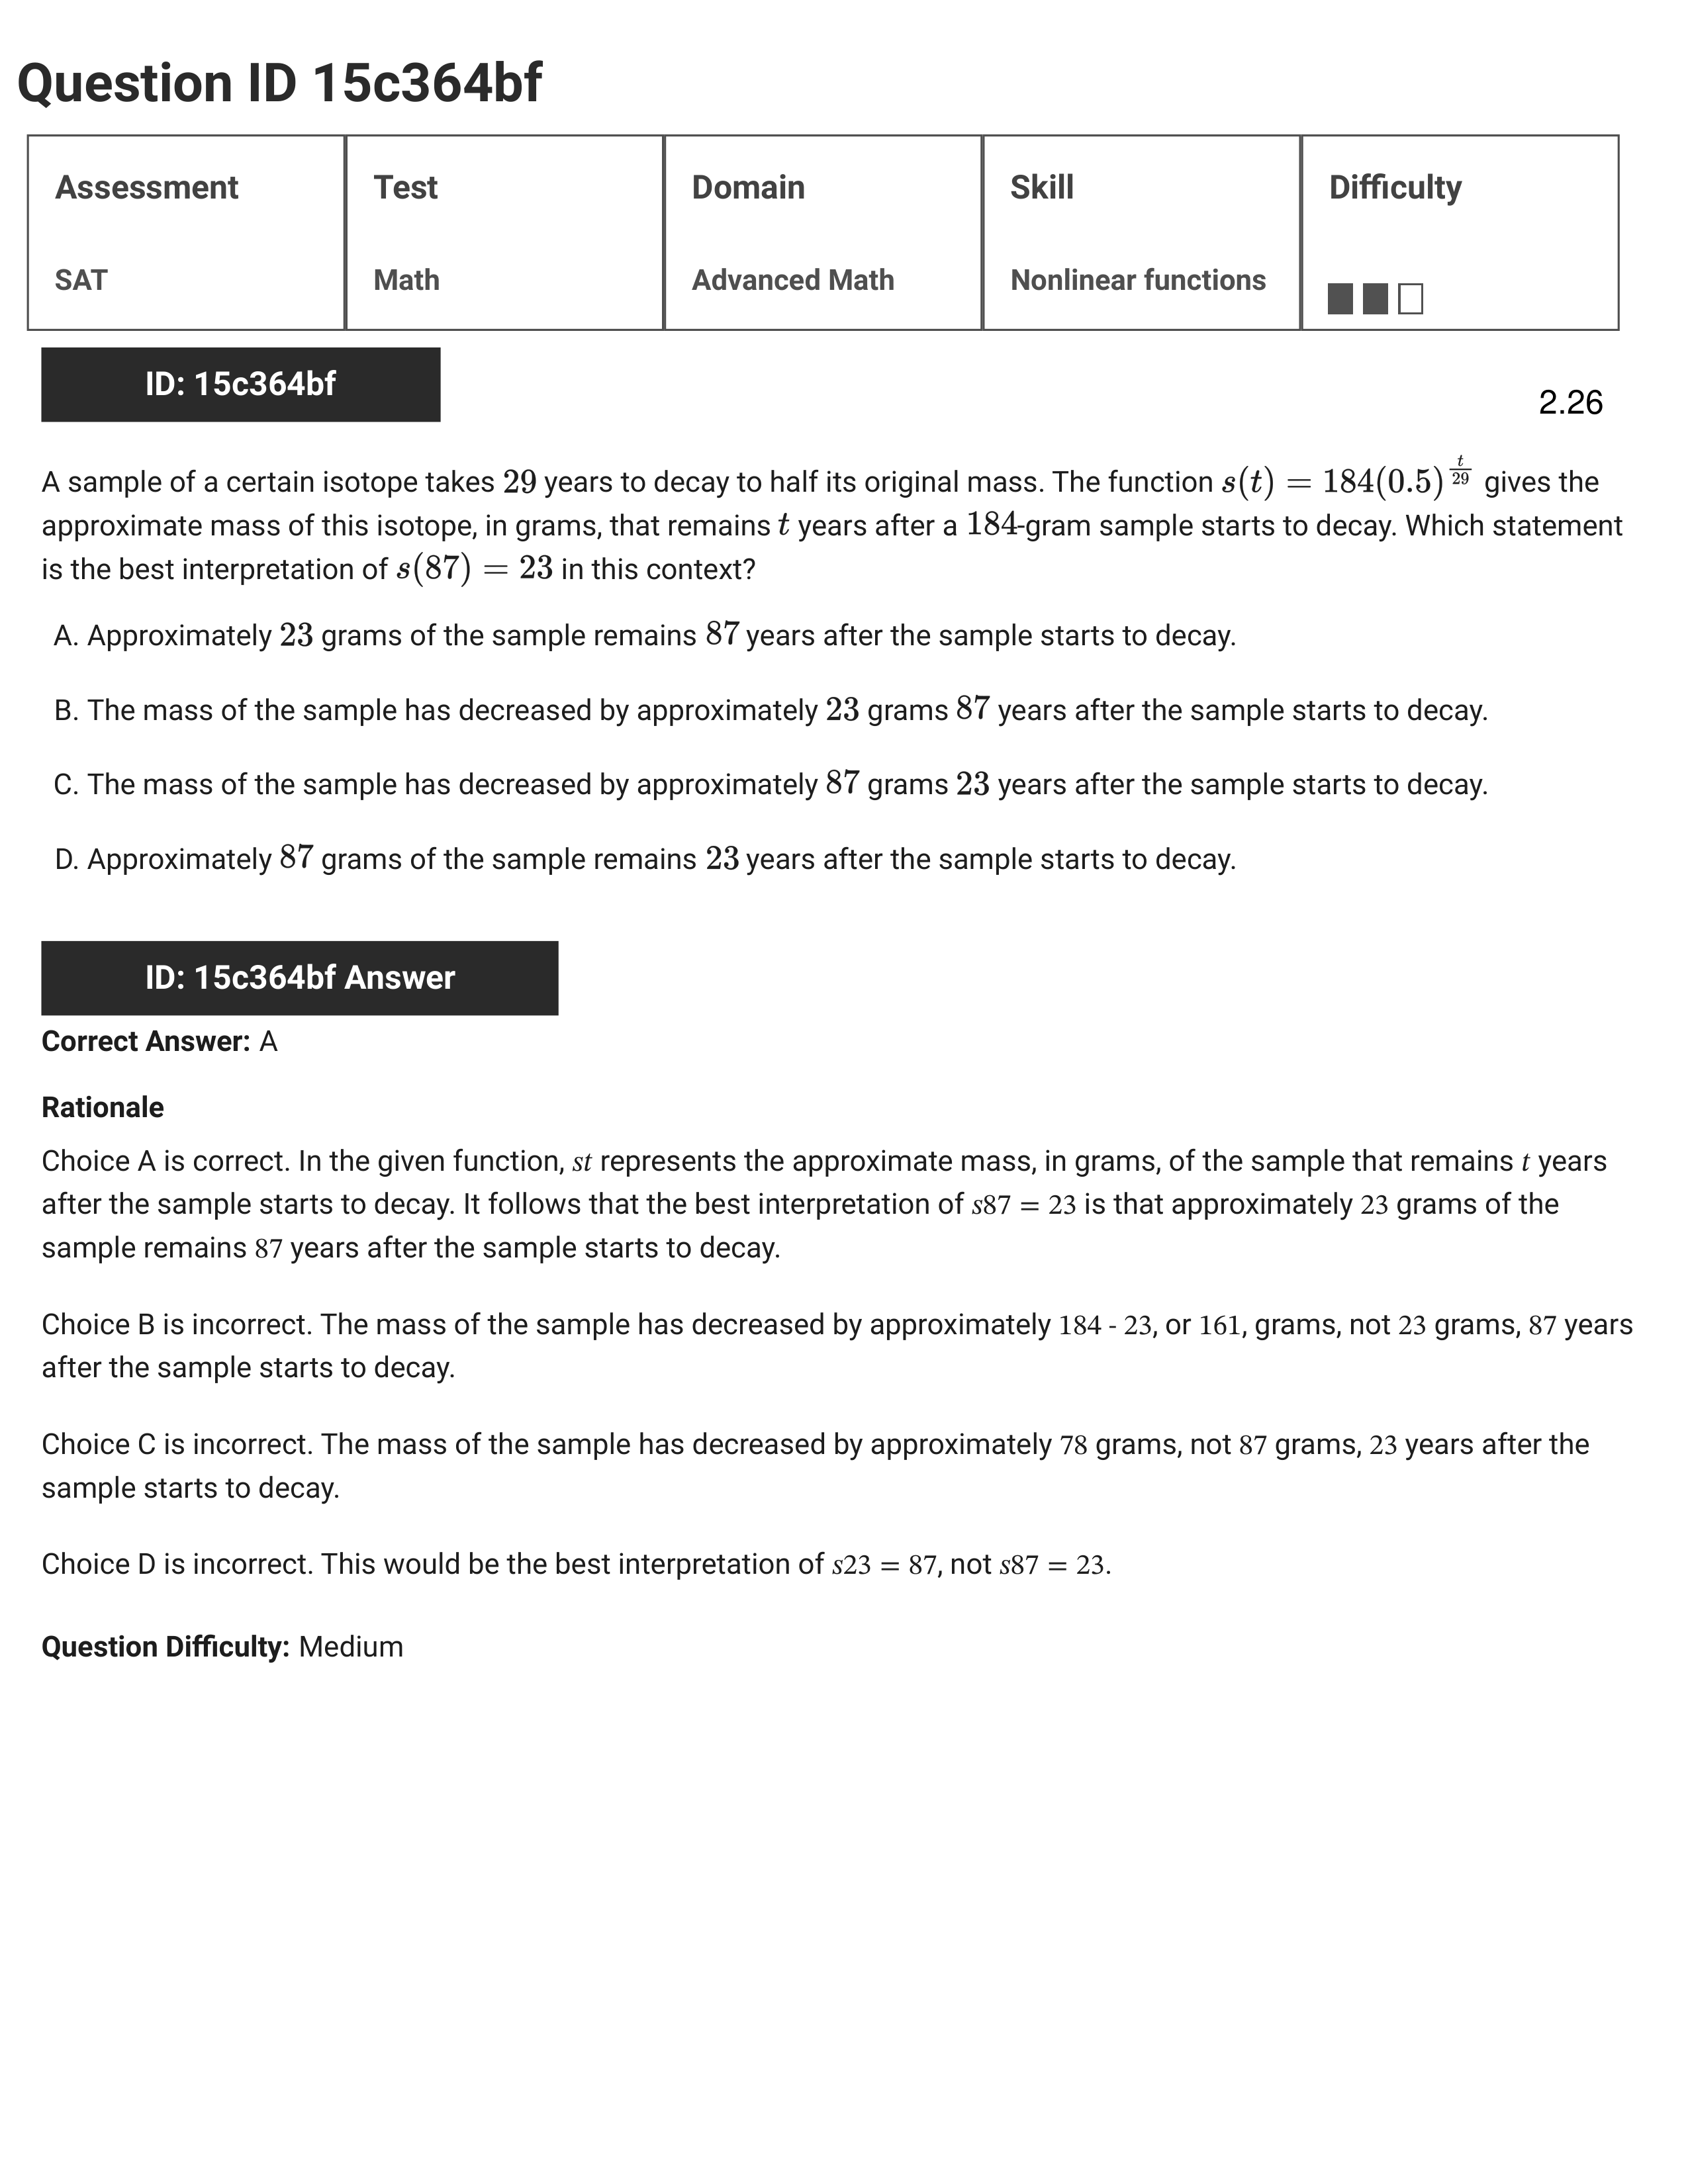 Question ID 15c364bf
Assessment Test Domain Skill Difficulty
SAT Math Advanced Math Nonlinear functions
ID: 15c364bf
2.26
A sample of a certain isotope takes 29 years to decay to half its original mass. The function s(t) = 184(0.5)^(t/29) gives the
approximate mass of this isotope, in grams, that remains t years after a 184-gram sample starts to decay. Which statement
is the best interpretation of s(87) = 23 in this context?
A. Approximately 23 grams of the sample remains 87 years after the sample starts to decay.
B. The mass of the sample has decreased by approximately 23 grams 87 years after the sample starts to decay.
C. The mass of the sample has decreased by approximately 87 grams 23 years after the sample starts to decay.
D. Approximately 87 grams of the sample remains 23 years after the sample starts to decay.
ID: 15c364bf Answer
Correct Answer: A
Rationale
Choice A is correct. In the given function, st represents the approximate mass, in grams, of the sample that remains t years
after the sample starts to decay. It follows that the best interpretation of s87 = 23 is that approximately 23 grams of the
sample remains 87 years after the sample starts to decay.
Choice B is incorrect. The mass of the sample has decreased by approximately 184 - 23, or 161, grams, not 23 grams, 87 years
after the sample starts to decay.
Choice C is incorrect. The mass of the sample has decreased by approximately 78 grams, not 87 grams, 23 years after the
sample starts to decay.
Choice D is incorrect. This would be the best interpretation of s23 = 87, not s87 = 23.
Question Difficulty: Medium